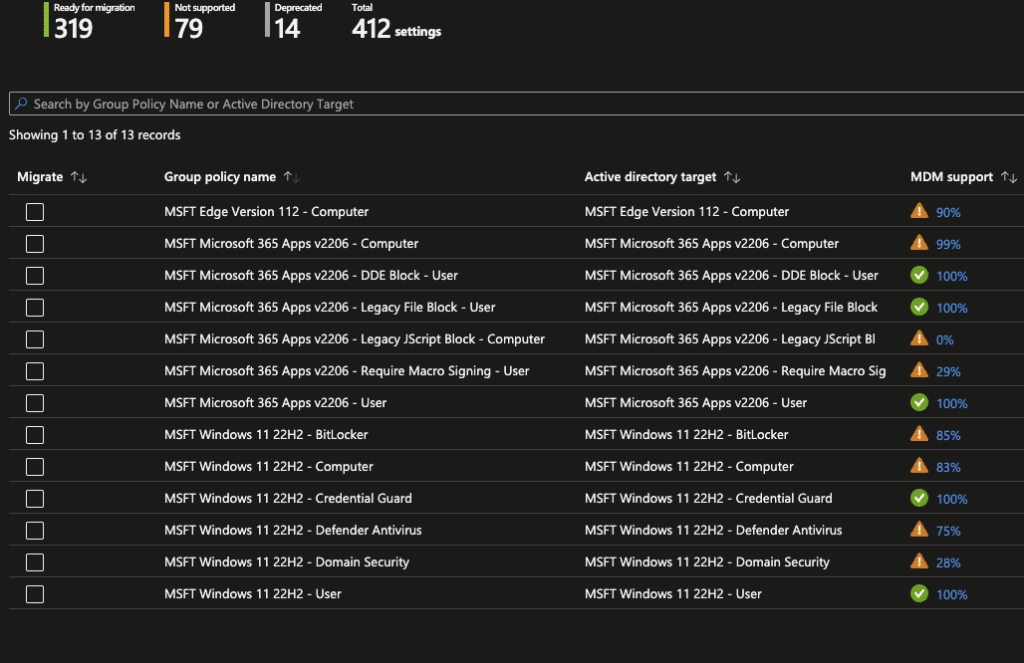 Ready for migration Not supported Deprecated Total
319 79 14 412 settings
Search by Group Policy Name or Active Directory Target
Showing 1 to 13 of 13 records
Migrate ↑↓ Group policy name ↑↓ Active directory target ↑↓ MDM support ↑↓
MSFT Edge Version 112 - Computer MSFT Edge Version 112 - Computer 90%
MSFT Microsoft 365 Apps v2206 - Computer MSFT Microsoft 365 Apps v2206 - Computer 99%
MSFT Microsoft 365 Apps v2206 - DDE Block - User MSFT Microsoft 365 Apps v2206 - DDE Block - User 100%
MSFT Microsoft 365 Apps v2206 - Legacy File Block - User MSFT Microsoft 365 Apps v2206 - Legacy File Block 100%
MSFT Microsoft 365 Apps v2206 - Legacy JScript Block - Computer MSFT Microsoft 365 Apps v2206 - Legacy JScript Bl 0%
MSFT Microsoft 365 Apps v2206 - Require Macro Signing - User MSFT Microsoft 365 Apps v2206 - Require Macro Sig 29%
MSFT Microsoft 365 Apps v2206 - User MSFT Microsoft 365 Apps v2206 - User 100%
MSFT Windows 11 22H2 - BitLocker MSFT Windows 11 22H2 - BitLocker 85%
MSFT Windows 11 22H2 - Computer MSFT Windows 11 22H2 - Computer 83%
MSFT Windows 11 22H2 - Credential Guard MSFT Windows 11 22H2 - Credential Guard 100%
MSFT Windows 11 22H2 - Defender Antivirus MSFT Windows 11 22H2 - Defender Antivirus 75%
MSFT Windows 11 22H2 - Domain Security MSFT Windows 11 22H2 - Domain Security 28%
MSFT Windows 11 22H2 - User MSFT Windows 11 22H2 - User 100%